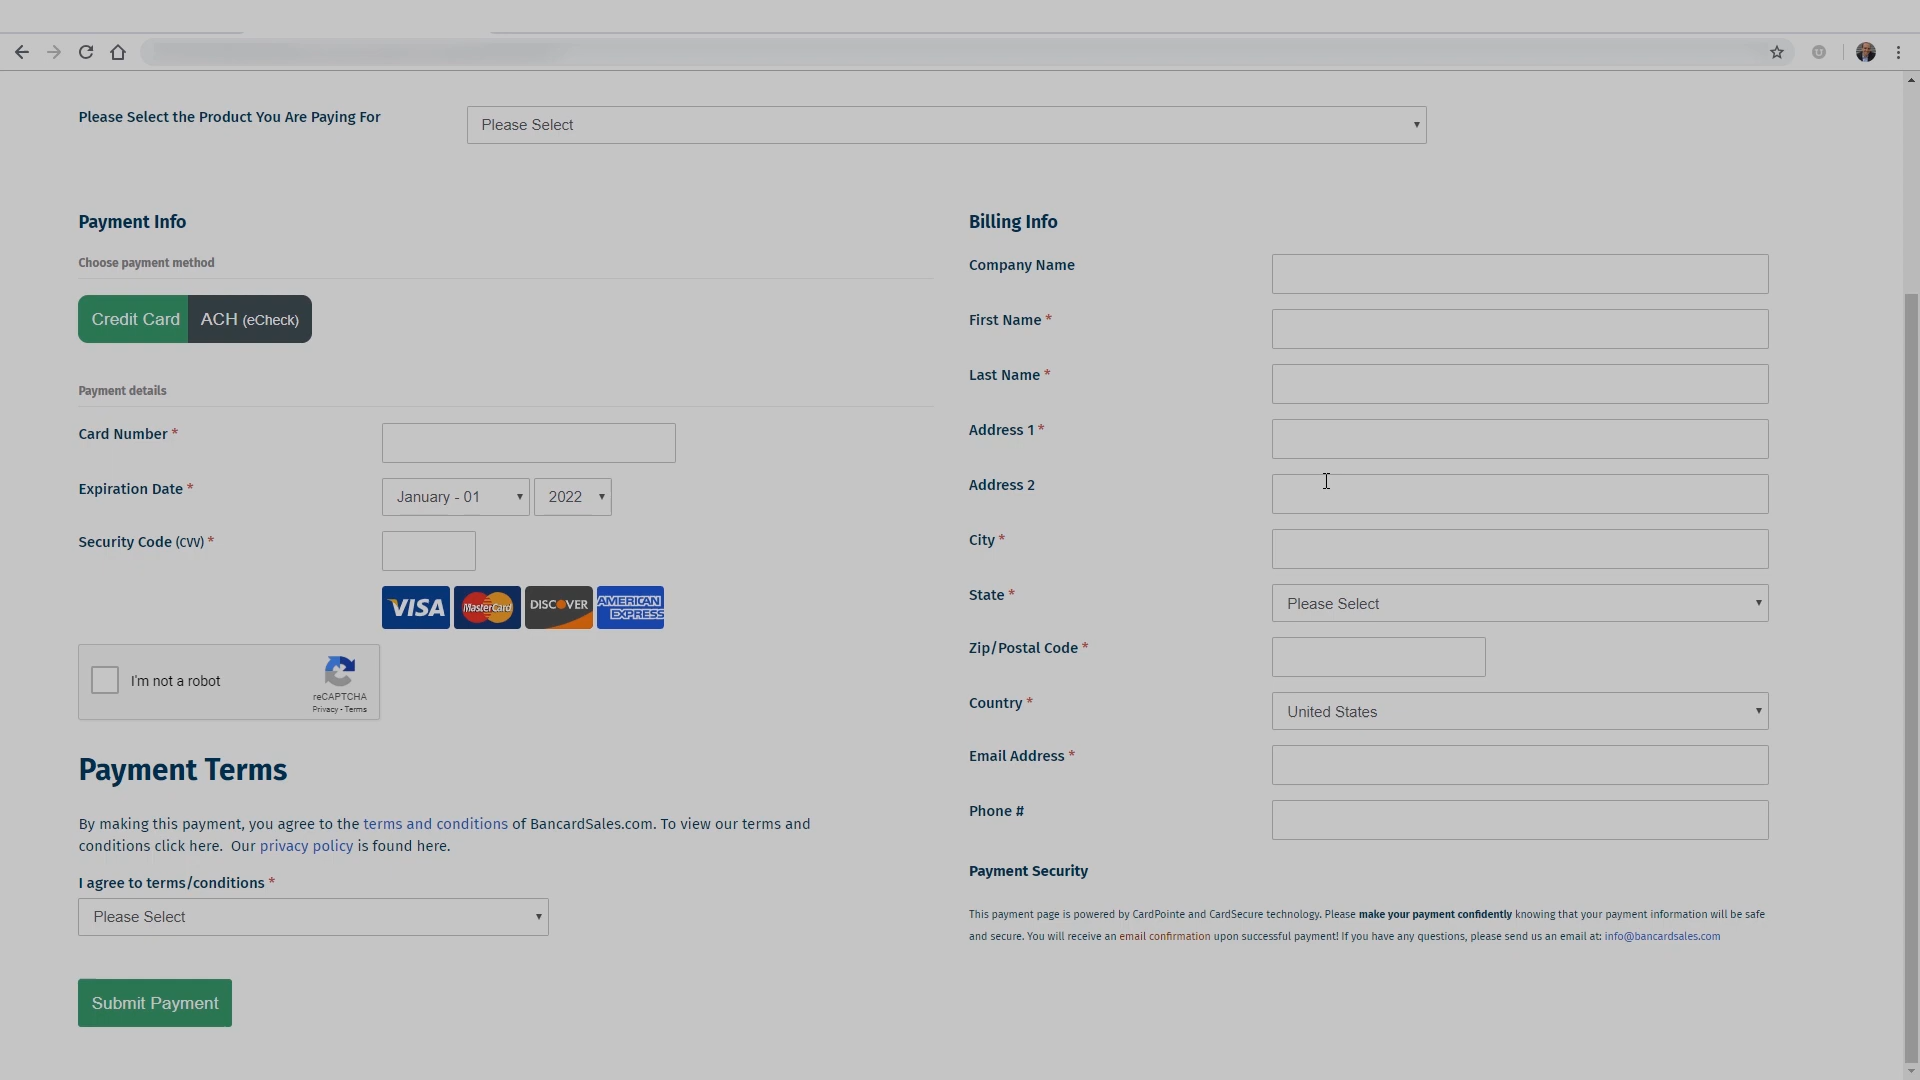 Please Select the Product You Are Paying For
Please Select
Payment Info
Choose payment method
Credit Card
ACH (eCheck)
Payment details
Card Number *
Expiration Date *
January - 01
2022
Security Code (CVV) *
VISA
MasterCard
DISCOVER
AMERICAN
EXPRESS
I'm not a robot
reCAPTCHA
Privacy - Terms
Payment Terms
By making this payment, you agree to the terms and conditions of BancardSales.com. To view our terms and
conditions click here. Our privacy policy is found here.
I agree to terms/conditions *
Please Select
Submit Payment
Billing Info
Company Name
First Name *
Last Name *
Address 1 *
Address 2
City *
State *
Please Select
Zip/Postal Code *
Country *
United States
Email Address *
Phone #
Payment Security
This payment page is powered by CardPointe and CardSecure technology. Please make your payment confidently knowing that your payment information will be safe
and secure. You will receive an email confirmation upon successful payment! If you have any questions, please send us an email at: info@bancardsales.com